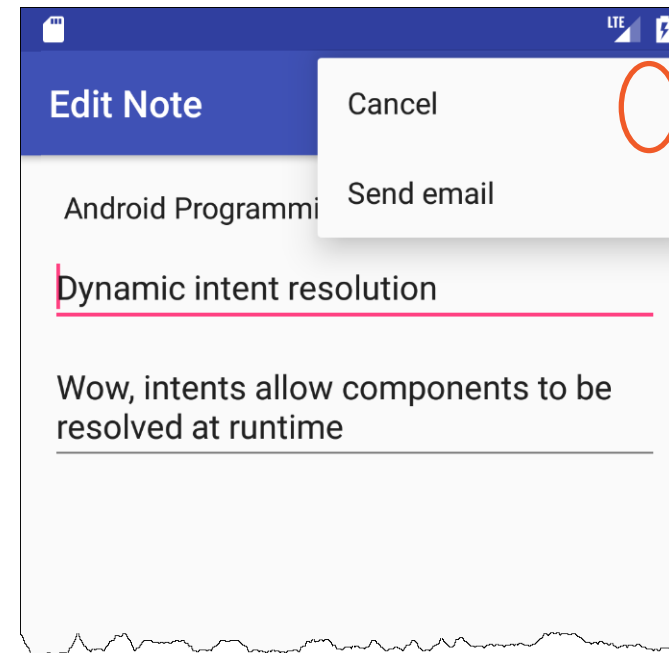 LTE
Edit Note
Cancel
Send email
Android Programmi
Dynamic intent resolution
Wow, intents allow components to be
resolved at runtime